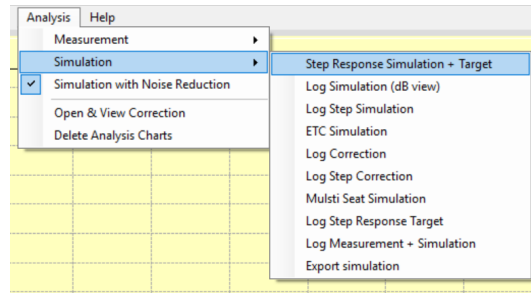 Analysis Help
Measurement
Simulation
Simulation with Noise Reduction
Open & View Correction
Delete Analysis Charts
Step Response Simulation + Target
Log Simulation (dB view)
Log Step Simulation
ETC Simulation
Log Correction
Log Step Correction
Mulsti Seat Simulation
Log Step Response Target
Log Measurement + Simulation
Export simulation